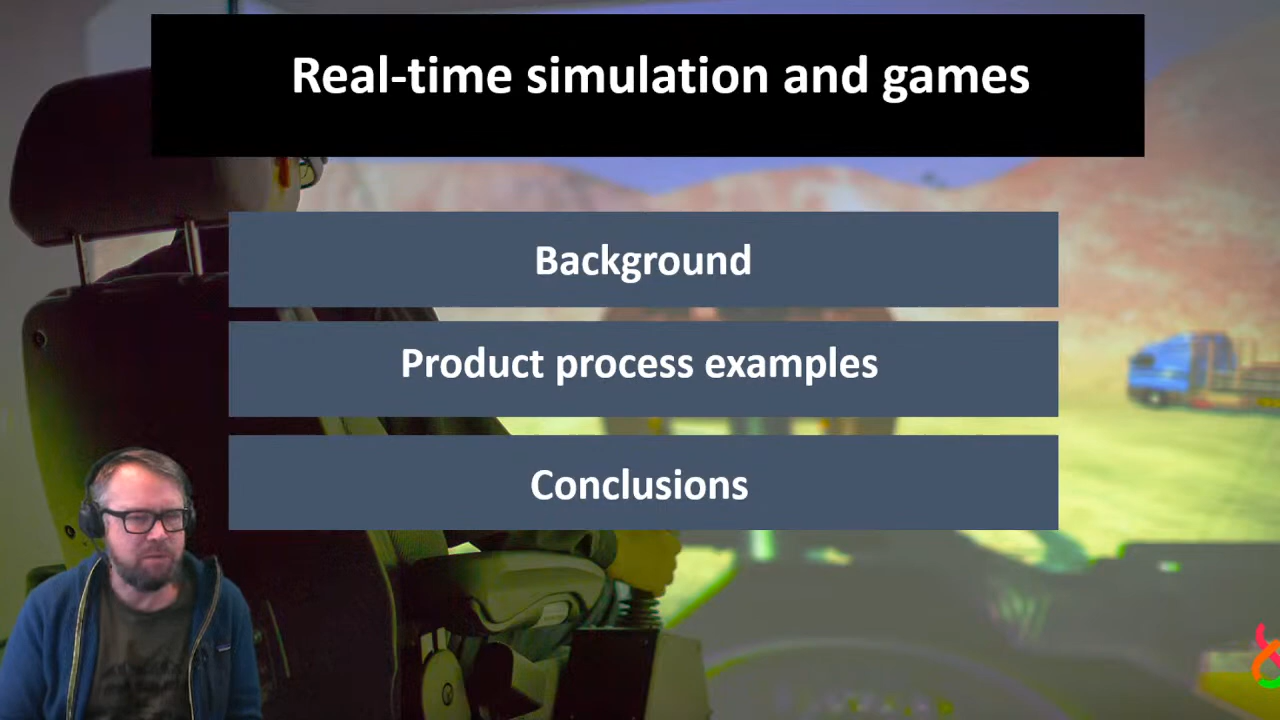 Real-time simulation and games
Background
Product process examples
Conclusions